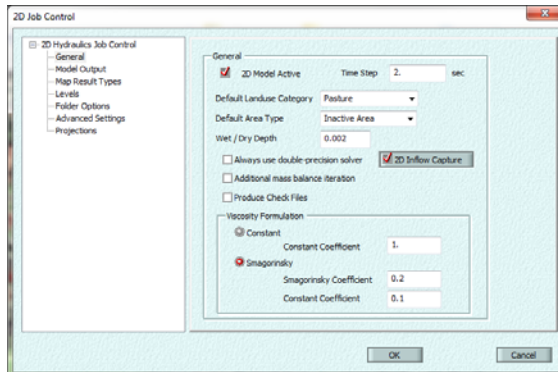 2D Job Control
2D Hydraulics Job Control
General
Model Output
Map Result Types
Levels
Folder Options
Advanced Settings
Projections
General
2D Model Active Time Step 2. sec
Default Landuse Category Pasture
Default Area Type Inactive Area
Wet / Dry Depth 0.002
Always use double-precision solver 2D Inflow Capture
Additional mass balance iteration
Produce Check Files
Viscosity Formulation
Constant
Constant Coefficient 1.
Smagorinsky
Smagorinsky Coefficient 0.2
Constant Coefficient 0.1
OK Cancel